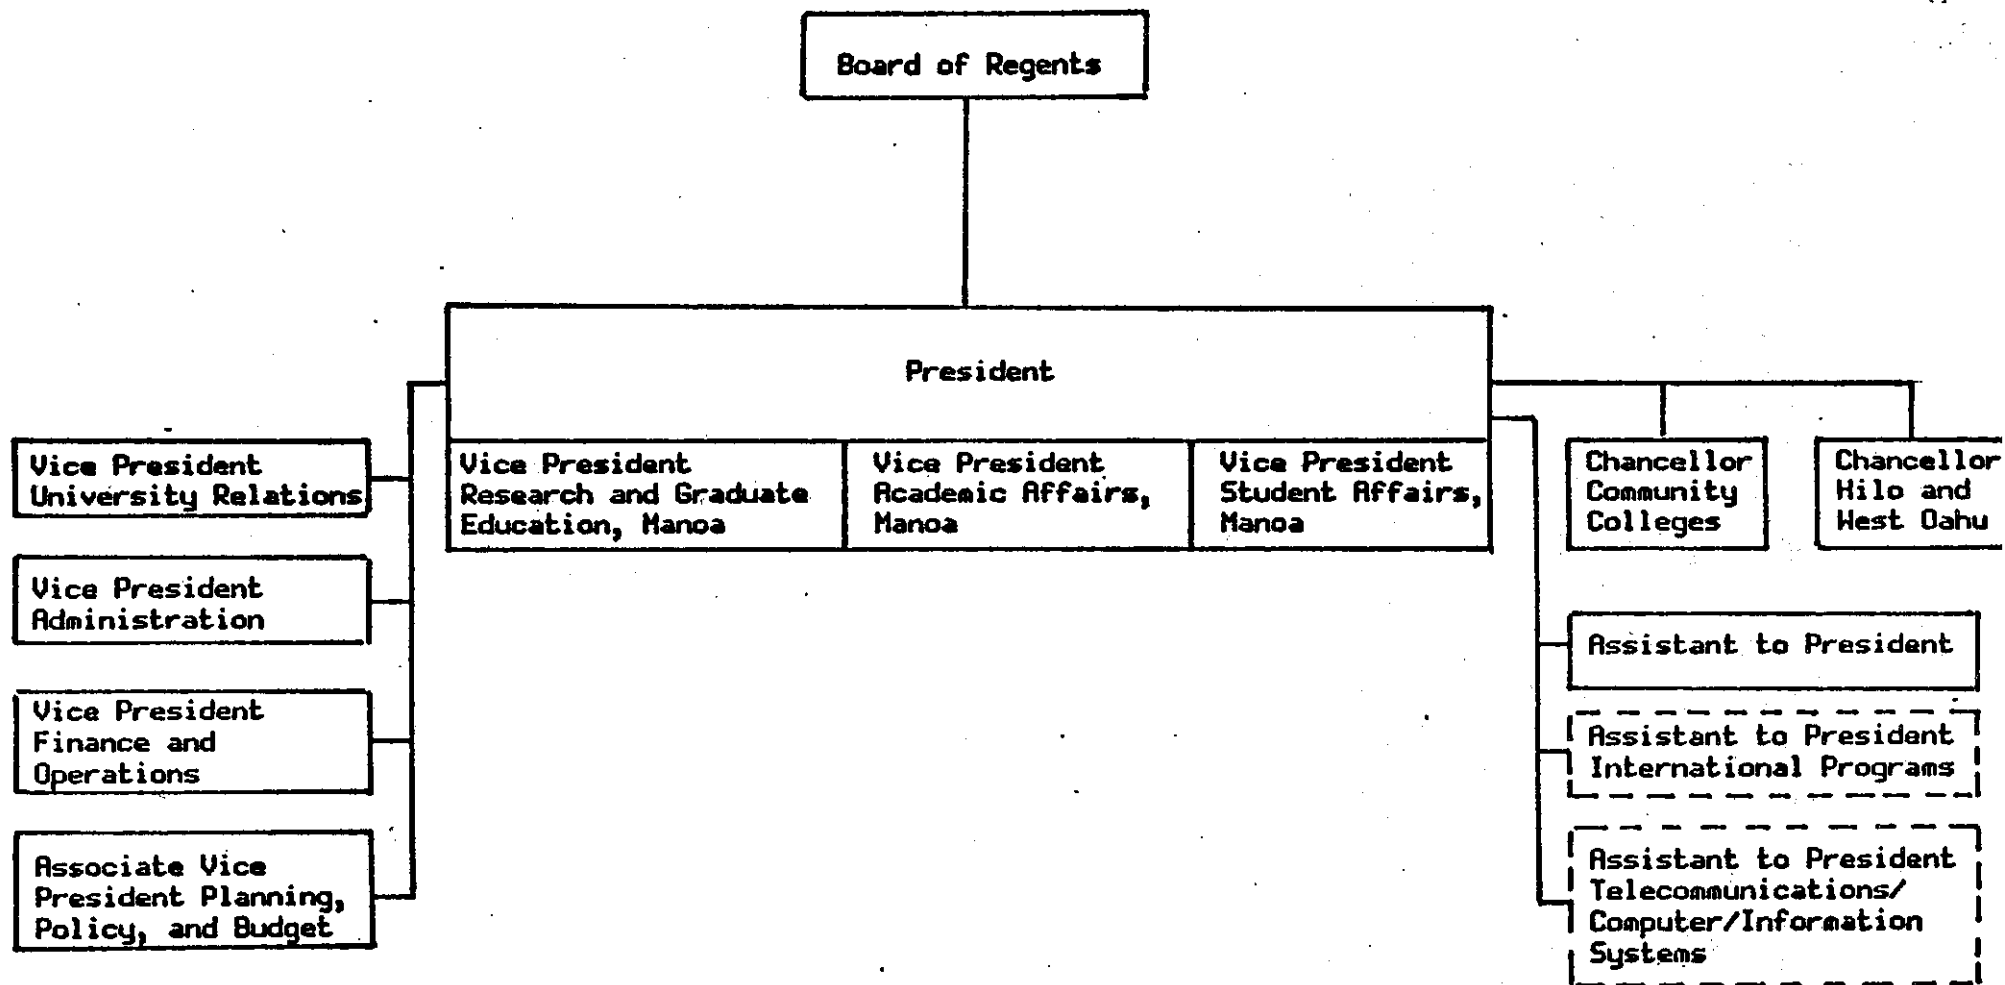 Board of Regents
President
Vice President
University Relations
Vice President
Administration
Vice President
Finance and
Operations
Associate Vice
President Planning,
Policy, and Budget
Vice President
Research and Graduate
Education, Manoa
Vice President
Academic Affairs,
Manoa
Vice President
Student Affairs,
Manoa
Chancellor
Community
Colleges
Chancellor
Hilo and
West Oahu
Assistant to President
Assistant to President
International Programs
Assistant to President
Telecommunications/
Computer/Information
Systems